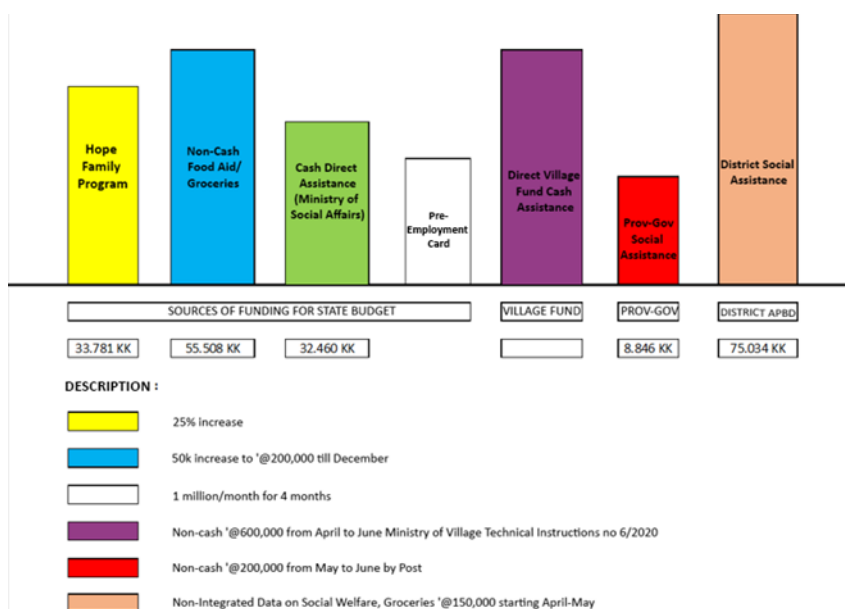 Hope
Family
Program
Non-Cash
Food Aid/
Groceries
Cash Direct
Assistance
(Ministry of
Social Affairs)
Pre-
Employment
Card
Direct Village
Fund Cash
Assistance
Prov-Gov
Social
Assistance
District Social
Assistance
SOURCES OF FUNDING FOR STATE BUDGET
VILLAGE FUND
PROV-GOV
DISTRICT APBD
33.781 KK
55.508 KK
32.460 KK
8.846 KK
75.034 KK
DESCRIPTION :
25% increase
50k increase to '@200,000 till December
1 million/month for 4 months
Non-cash '@600,000 from April to June Ministry of Village Technical Instructions no 6/2020
Non-cash '@200,000 from May to June by Post
Non-Integrated Data on Social Welfare, Groceries '@150,000 starting April-May